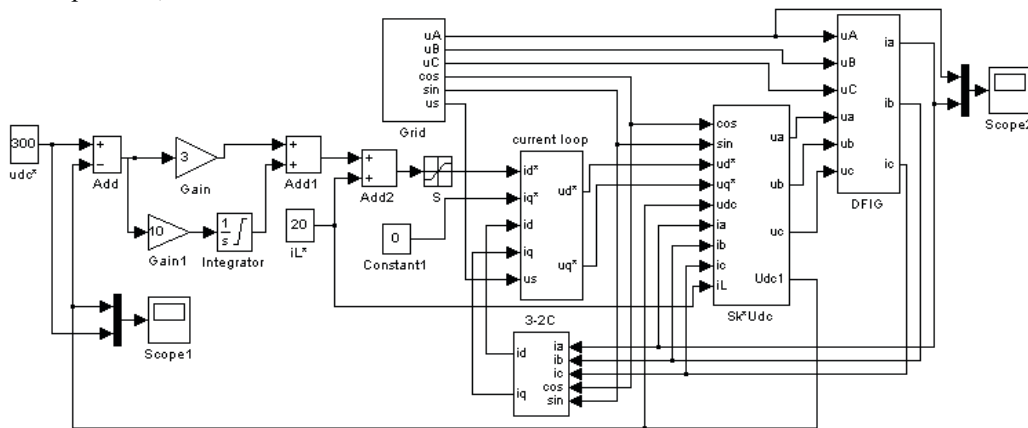 uA
uB
uC
cos
sin
us
Grid
uA
uB
uC
ua
ub
uc
ia
ib
ic
DFIG
Scope2
300
udc*
+
−
Add
3
Gain
10
Gain1
1
s
Integrator
+
+
Add1
+
+
Add2
S
20
iL*
0
Constant1
current loop
id*
iq*
id
iq
us
ud*
uq*
cos
sin
ud*
uq*
udc
ia
ib
ic
iL
ua
ub
uc
Udc1
Sk*Udc
Scope1
3-2C
id
iq
ia
ib
ic
cos
sin